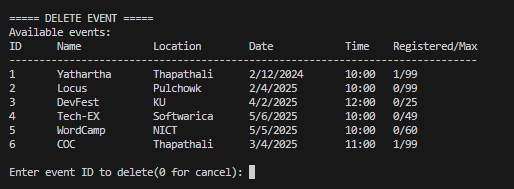 ===== DELETE EVENT =====
Available events:
ID Name Location Date Time Registered/Max
--------------------------------------------------------------------------------
1 Yathartha Thapathali 2/12/2024 10:00 1/99
2 Locus Pulchowk 2/4/2025 10:00 0/99
3 DevFest KU 4/2/2025 12:00 0/25
4 Tech-EX Softwarica 5/6/2025 10:00 0/49
5 WordCamp NICT 5/5/2025 10:00 0/60
6 COC Thapathali 3/4/2025 11:00 1/99
Enter event ID to delete(0 for cancel):